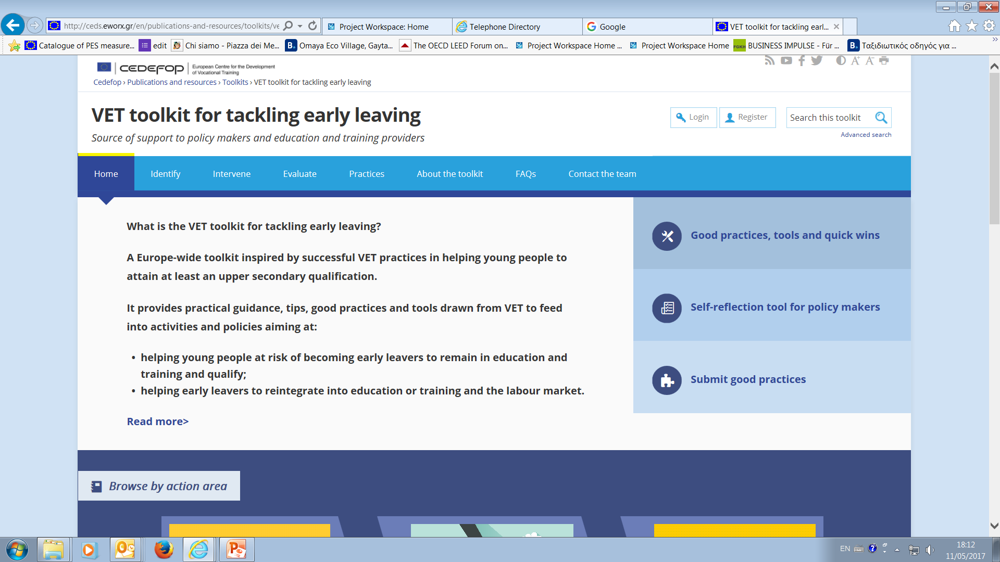 http://ceds.eworx.gr/en/publications-and-resources/toolkits/ve
Project Workspace: Home
Telephone Directory
Google
VET toolkit for tackling earl...
Catalogue of PES measure...
edit
Chi siamo - Piazza dei Me...
Omaya Eco Village, Gayta...
The OECD LEED Forum on...
Project Workspace Home ...
Project Workspace Home
BUSINESS IMPULSE - Für ...
Ταξιδιωτικός οδηγός για ...
CEDEFOP
European Centre for the Development
of Vocational Training
Cedefop › Publications and resources › Toolkits › VET toolkit for tackling early leaving
VET toolkit for tackling early leaving
Source of support to policy makers and education and training providers
Login
Register
Search this toolkit
Advanced search
Home
Identify
Intervene
Evaluate
Practices
About the toolkit
FAQs
Contact the team
What is the VET toolkit for tackling early leaving?
A Europe-wide toolkit inspired by successful VET practices in helping young people to
attain at least an upper secondary qualification.
It provides practical guidance, tips, good practices and tools drawn from VET to feed
into activities and policies aiming at:
• helping young people at risk of becoming early leavers to remain in education and
training and qualify;
• helping early leavers to reintegrate into education or training and the labour market.
Read more>
Good practices, tools and quick wins
Self-reflection tool for policy makers
Submit good practices
Browse by action area
EN
18:12
11/05/2017